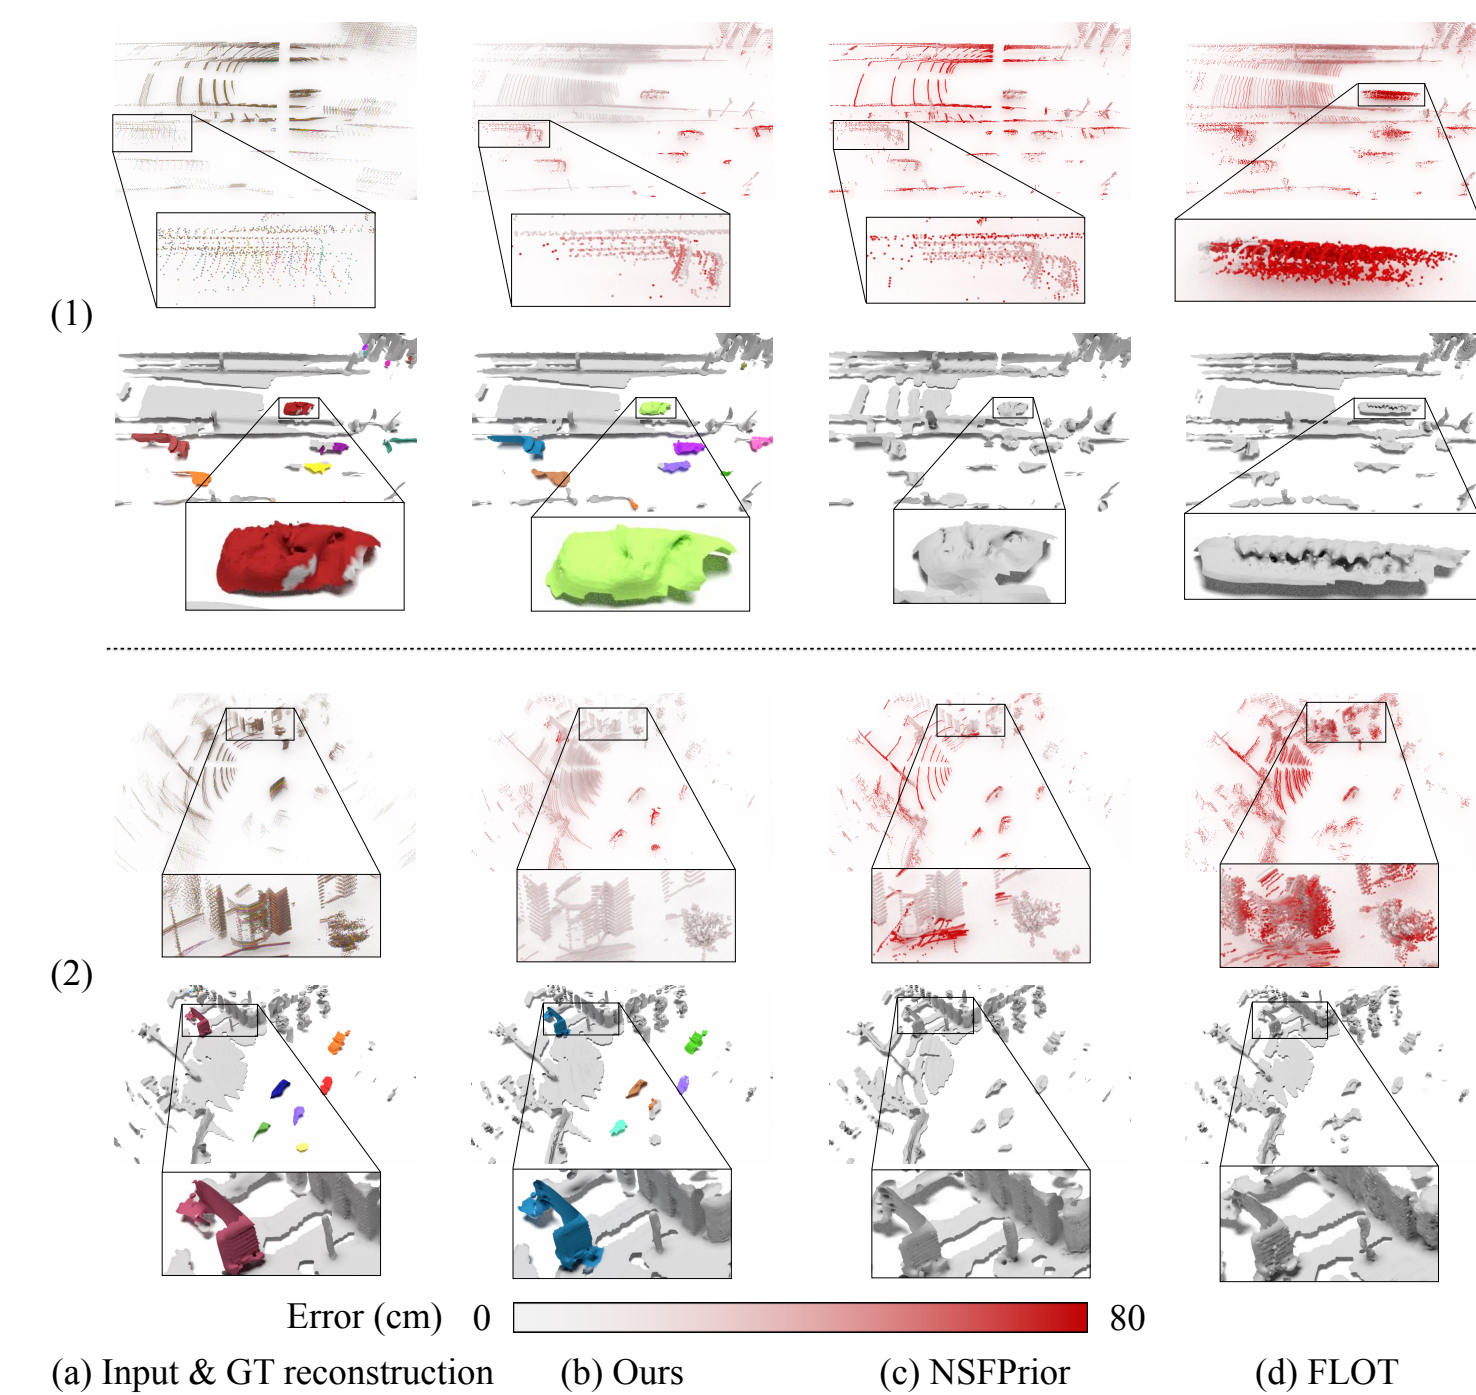 (1)
(2)
Error (cm) 0 80
(a) Input & GT reconstruction (b) Ours (c) NSFPrior (d) FLOT